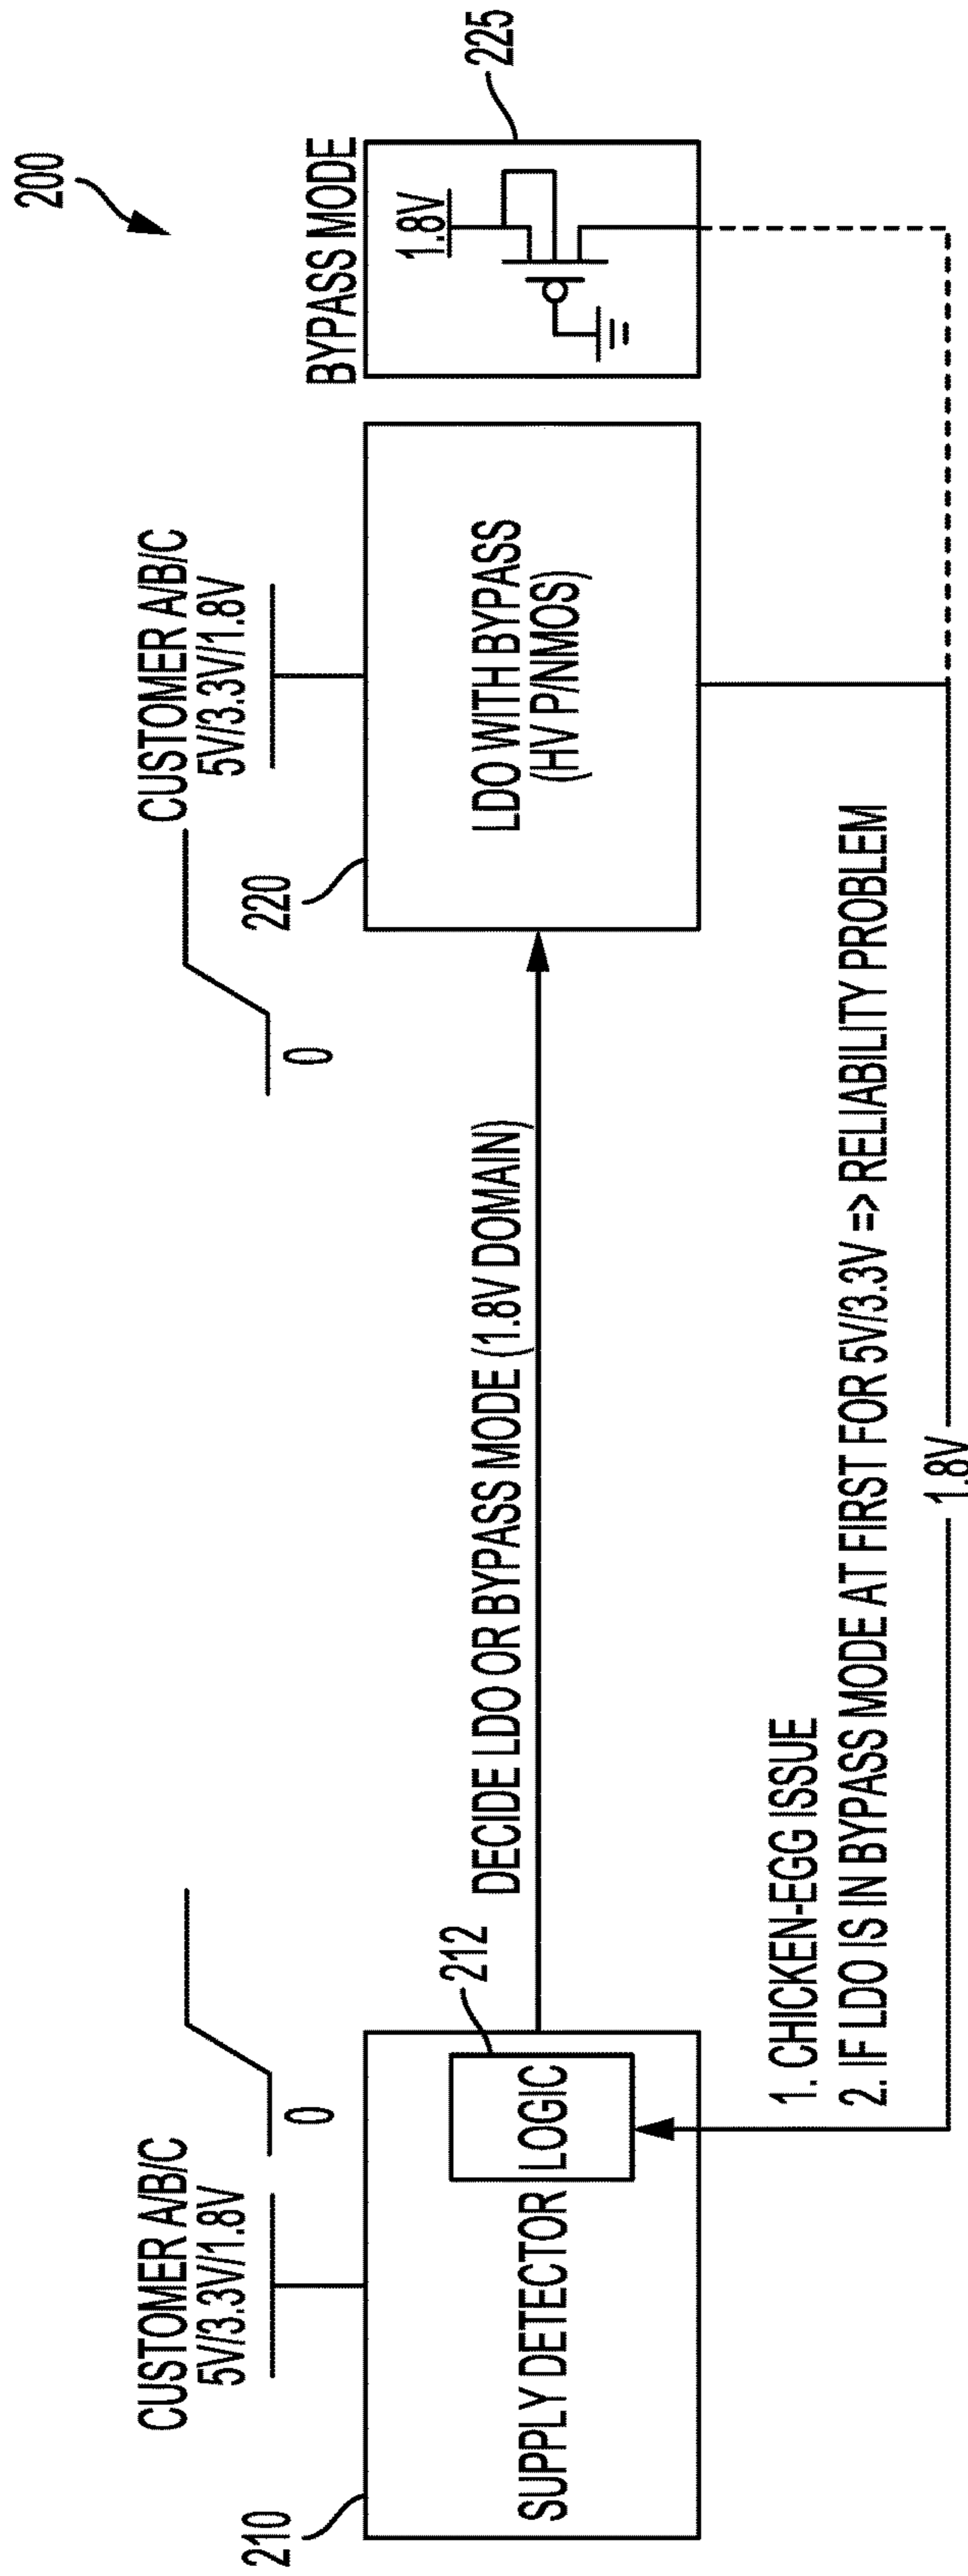 200
CUSTOMER A/B/C
5V/3.3V/1.8V
0
CUSTOMER A/B/C
5V/3.3V/1.8V
0
BYPASS MODE
210
212
220
225
1.8V
SUPPLY DETECTOR
LOGIC
DECIDE LDO OR BYPASS MODE (1.8V DOMAIN)
LDO WITH BYPASS
(HV P/NMOS)
1. CHICKEN-EGG ISSUE
2. IF LDO IS IN BYPASS MODE AT FIRST FOR 5V/3.3V => RELIABILITY PROBLEM
1.8V